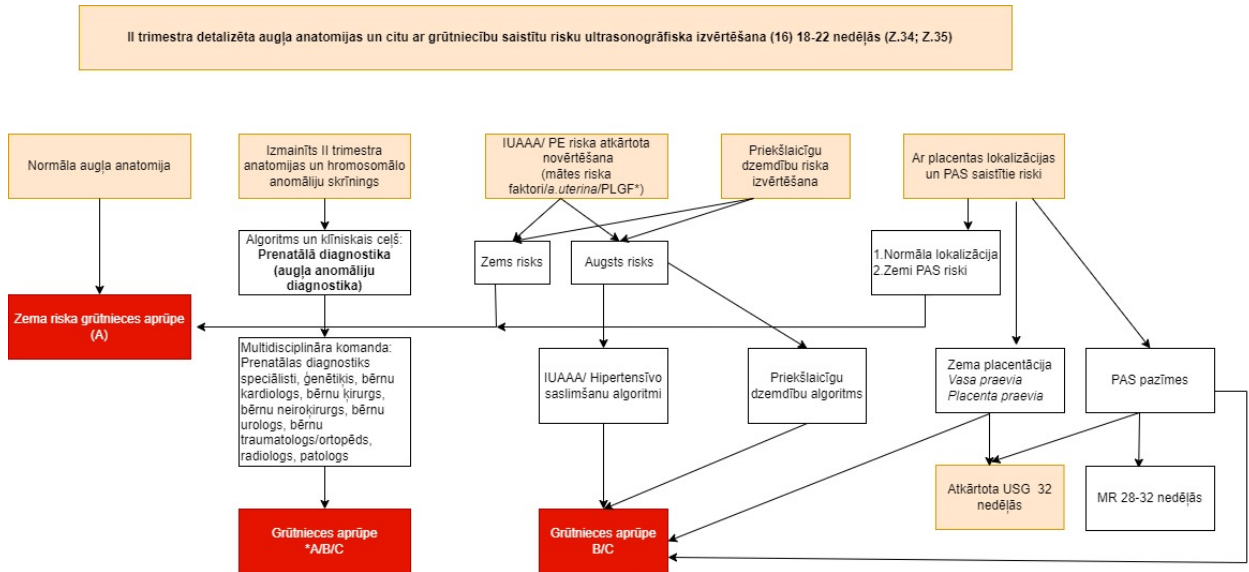 II trimestra detalizēta augļa anatomijas un citu ar grūtniecību saistītu risku ultrasonogrāfiska izvērtēšana (16) 18-22 nedēļās (Z.34; Z.35)
Normāla augļa anatomija
Izmainīts II trimestra
anatomijas un hromosomālo
anomāliju skrīnings
IUAAA/ PE riska atkārtota
novērtēšana
(mātes riska
faktori/a.uterina/PLGF*)
Priekšlaicīgu
dzemdību riska
izvērtēšana
Ar placentas lokalizācijas
un PAS saistītie riski
Algoritms un klīniskais ceļš:
Prenatālā diagnostika
(augļa anomāliju
diagnostika)
Zems risks
Augsts risks
1.Normāla lokalizācija
2.Zemi PAS riski
Zema riska grūtnieces aprūpe
(A)
Multidisciplināra komanda:
Prenatālas diagnostiks
speciālisti, ģenētiķis, bērnu
kardiologs, bērnu ķirurgs,
bērnu neiroķirurgs, bērnu
urologs, bērnu
traumatologs/ortopēds,
radiologs, patologs
IUAAA/ Hipertensīvo
saslimšanu algoritmi
Priekšlaicīgu
dzemdību algoritms
Zema placentācija
Vasa praevia
Placenta praevia
PAS pazīmes
Atkārtota USG 32
nedēļās
MR 28-32 nedēļās
Grūtnieces aprūpe
*A/B/C
Grūtnieces aprūpe
B/C